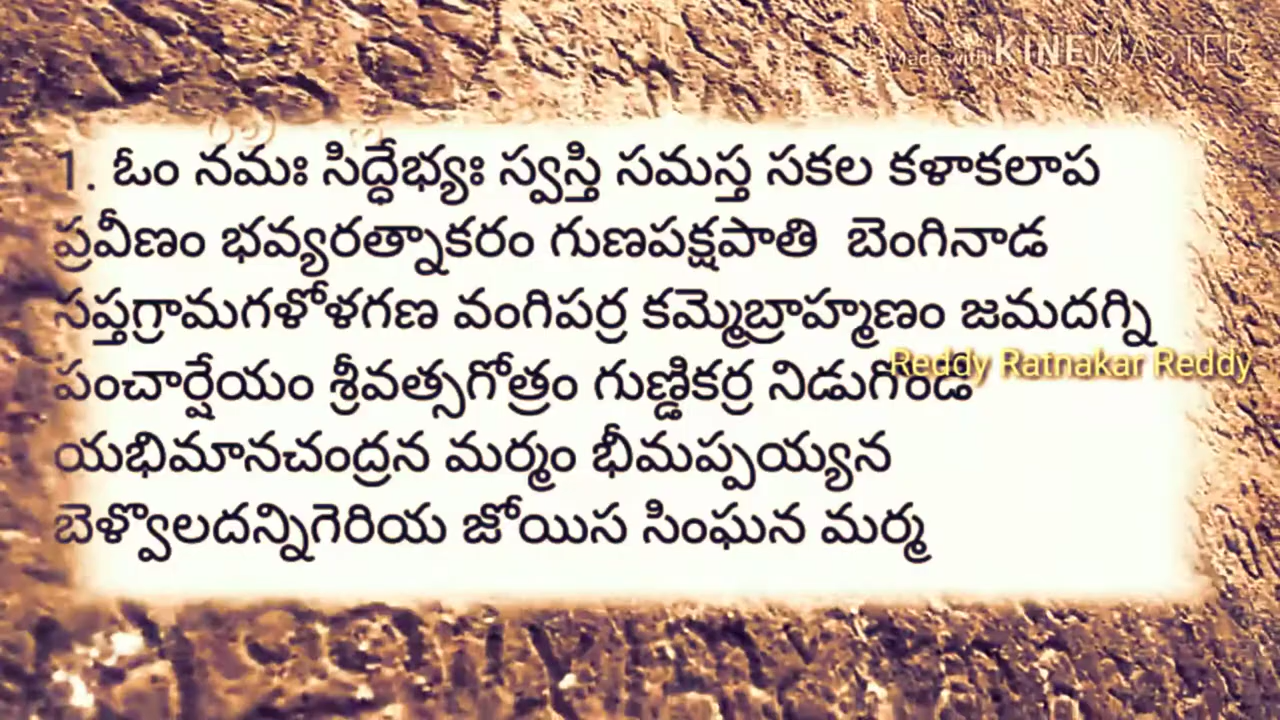 Made with KINEMASTER
1. ఓం నమః సిద్ధేభ్యః స్వస్తి సమస్త సకల కళాకలాప
ప్రవీణం భవ్యరత్నాకరం గుణపక్షపాతి బెంగినాడ
సప్తగ్రామగళోళగణ వంగిపర్ర కమ్మెబ్రాహ్మణం జమదగ్ని
Reddy Ratnakar Reddy
పంచార్షేయం శ్రీవత్సగోత్రం గుణ్డికర్ర నిడుగొండ
యభిమానచంద్రన మర్మం భీమప్పయ్యన
బెళ్వొలదన్నిగెరియ జోయిస సింఘన మర్మ